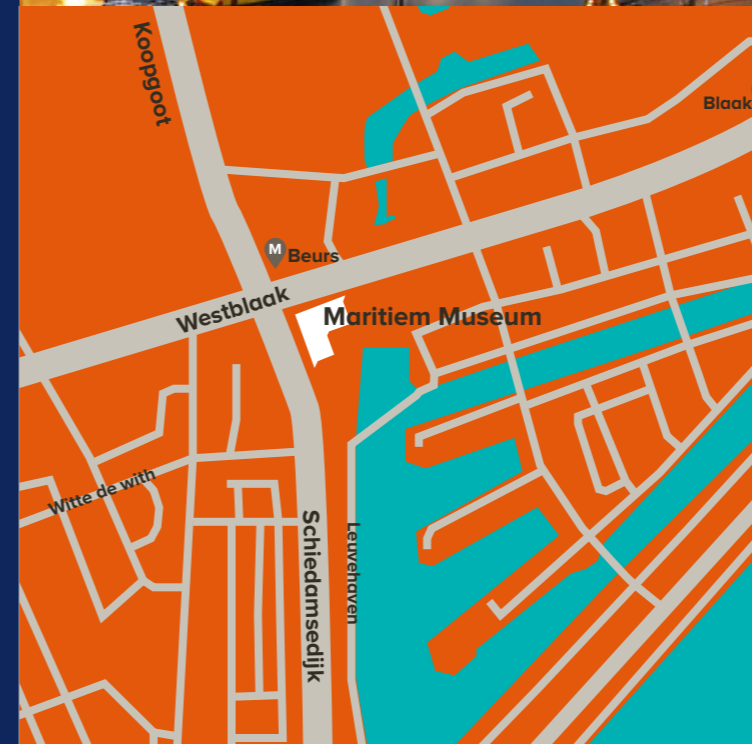 Koopgoot
Blaak
M
Beurs
Westblaak
Maritiem Museum
Witte de with
Schiedamsedijk
Leuvehaven